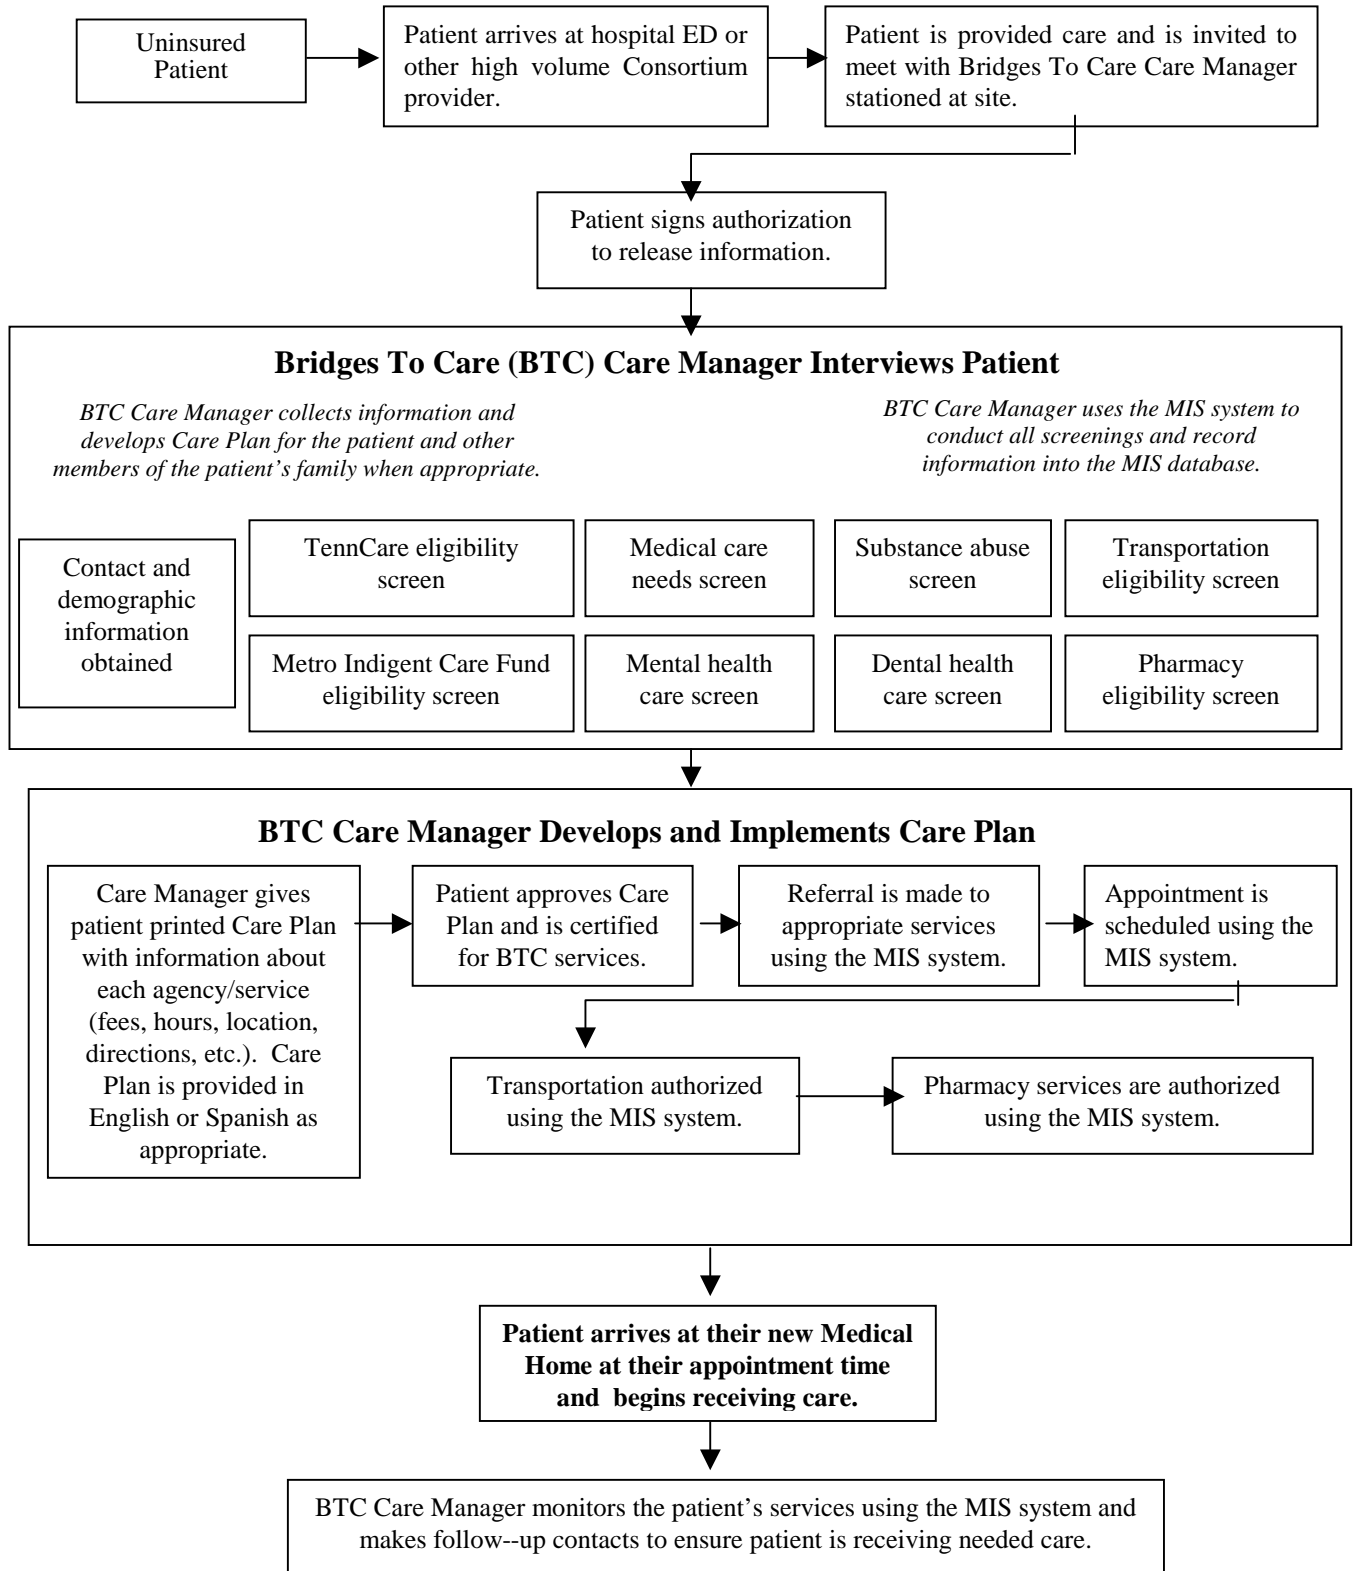 Uninsured
Patient
Patient arrives at hospital ED or
other high volume Consortium
provider.
Patient is provided care and is invited to
meet with Bridges To Care Care Manager
stationed at site.
Patient signs authorization
to release information.
Bridges To Care (BTC) Care Manager Interviews Patient
BTC Care Manager collects information and
develops Care Plan for the patient and other
members of the patient’s family when appropriate.
BTC Care Manager uses the MIS system to
conduct all screenings and record
information into the MIS database.
Contact and
demographic
information
obtained
TennCare eligibility
screen
Medical care
needs screen
Substance abuse
screen
Transportation
eligibility screen
Metro Indigent Care Fund
eligibility screen
Mental health
care screen
Dental health
care screen
Pharmacy
eligibility screen
BTC Care Manager Develops and Implements Care Plan
Care Manager gives
patient printed Care Plan
with information about
each agency/service
(fees, hours, location,
directions, etc.).  Care
Plan is provided in
English or Spanish as
appropriate.
Patient approves Care
Plan and is certified
for BTC services.
Referral is made to
appropriate services
using the MIS system.
Appointment is
scheduled using the
MIS system.
Transportation authorized
using the MIS system.
Pharmacy services are authorized
using the MIS system.
Patient arrives at their new Medical
Home at their appointment time
and  begins receiving care.
BTC Care Manager monitors the patient’s services using the MIS system and
makes follow--up contacts to ensure patient is receiving needed care.